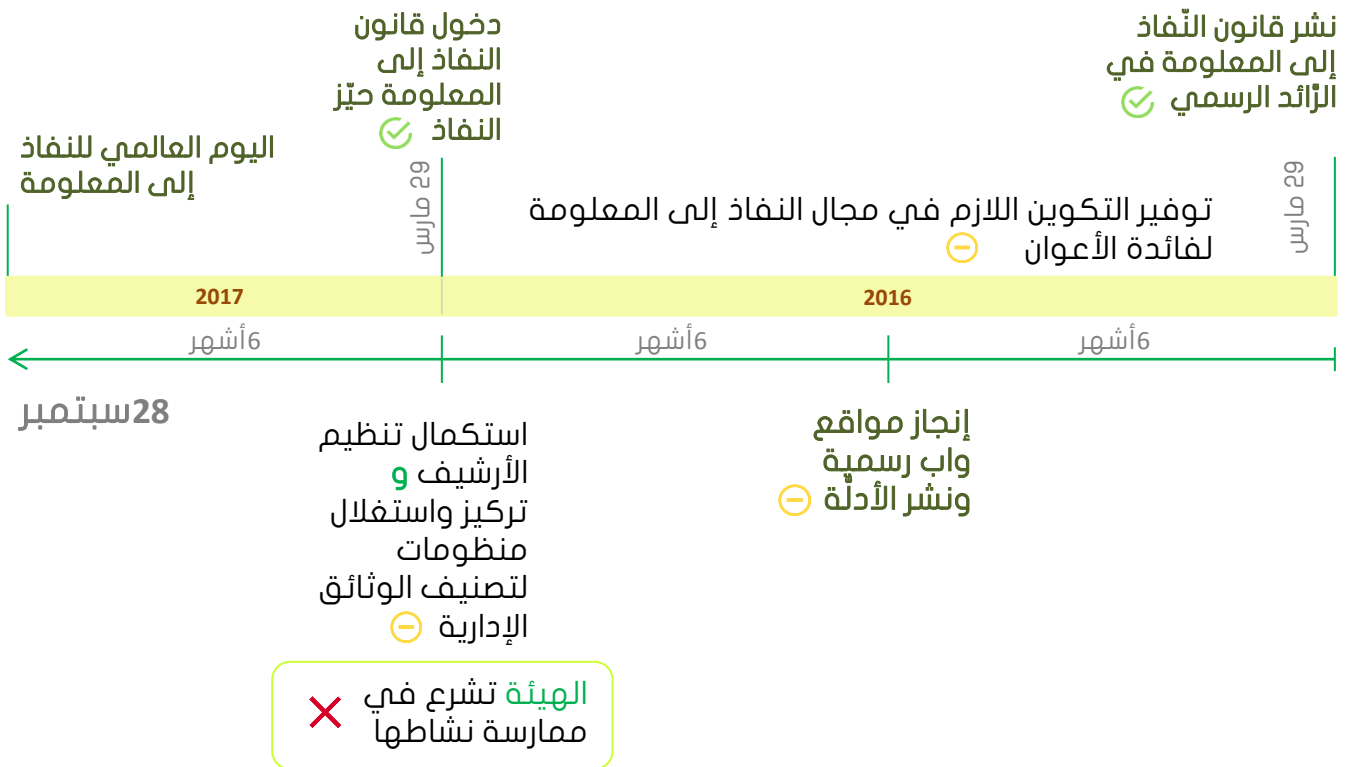 نشر قانون النّفاذ
إلى المعلومة في
الرّائد الرسمي
دخول قانون
النفاذ إلى
المعلومة حيّز
النفاذ
اليوم العالمي للنفاذ
إلى المعلومة
29 مارس
29 مارس
توفير التكوين اللازم في مجال النفاذ إلى المعلومة
لفائدة الأعوان
2016
2017
6أشهر
6أشهر
6أشهر
28سبتمبر
إنجاز مواقع
واب رسمية
ونشر الأدلّة
استكمال تنظيم
الأرشيف و
تركيز واستغلال
منظومات
لتصنيف الوثائق
الإدارية
الهيئة تشرع في
ممارسة نشاطها